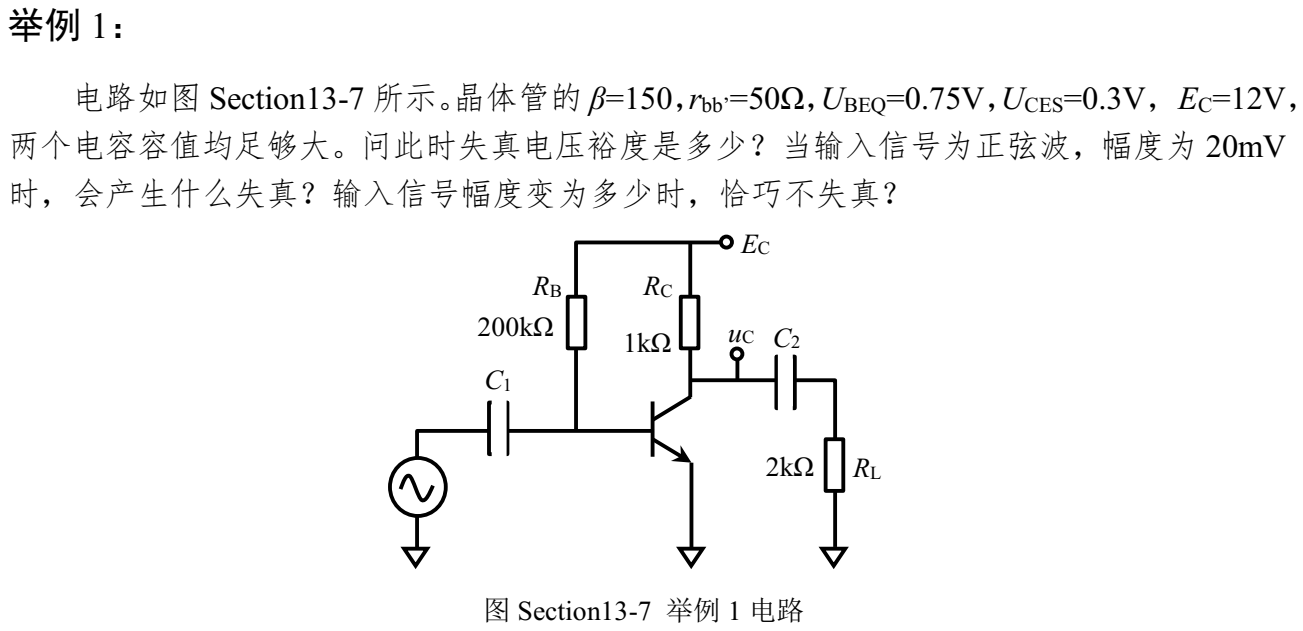 举例 1：
电路如图 Section13-7 所示。晶体管的 β=150，rbb’=50Ω，UBEQ=0.75V，UCES=0.3V， EC=12V，
两个电容容值均足够大。问此时失真电压裕度是多少？当输入信号为正弦波，幅度为 20mV
时，会产生什么失真？输入信号幅度变为多少时，恰巧不失真？
EC
RB
RC
200kΩ
1kΩ
uC
C2
C1
2kΩ
RL
图 Section13-7 举例 1 电路